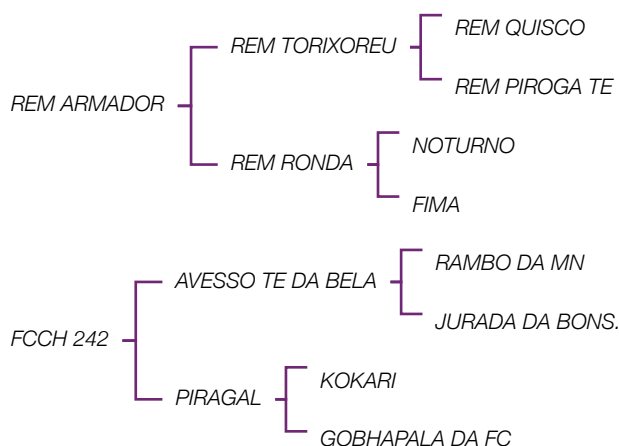 REM QUISCO
REM TORIXOREU
REM PIROGA TE
REM ARMADOR
NOTURNO
REM RONDA
FIMA
RAMBO DA MN
AVESSO TE DA BELA
JURADA DA BONS.
FCCH 242
KOKARI
PIRAGAL
GOBHAPALA DA FC